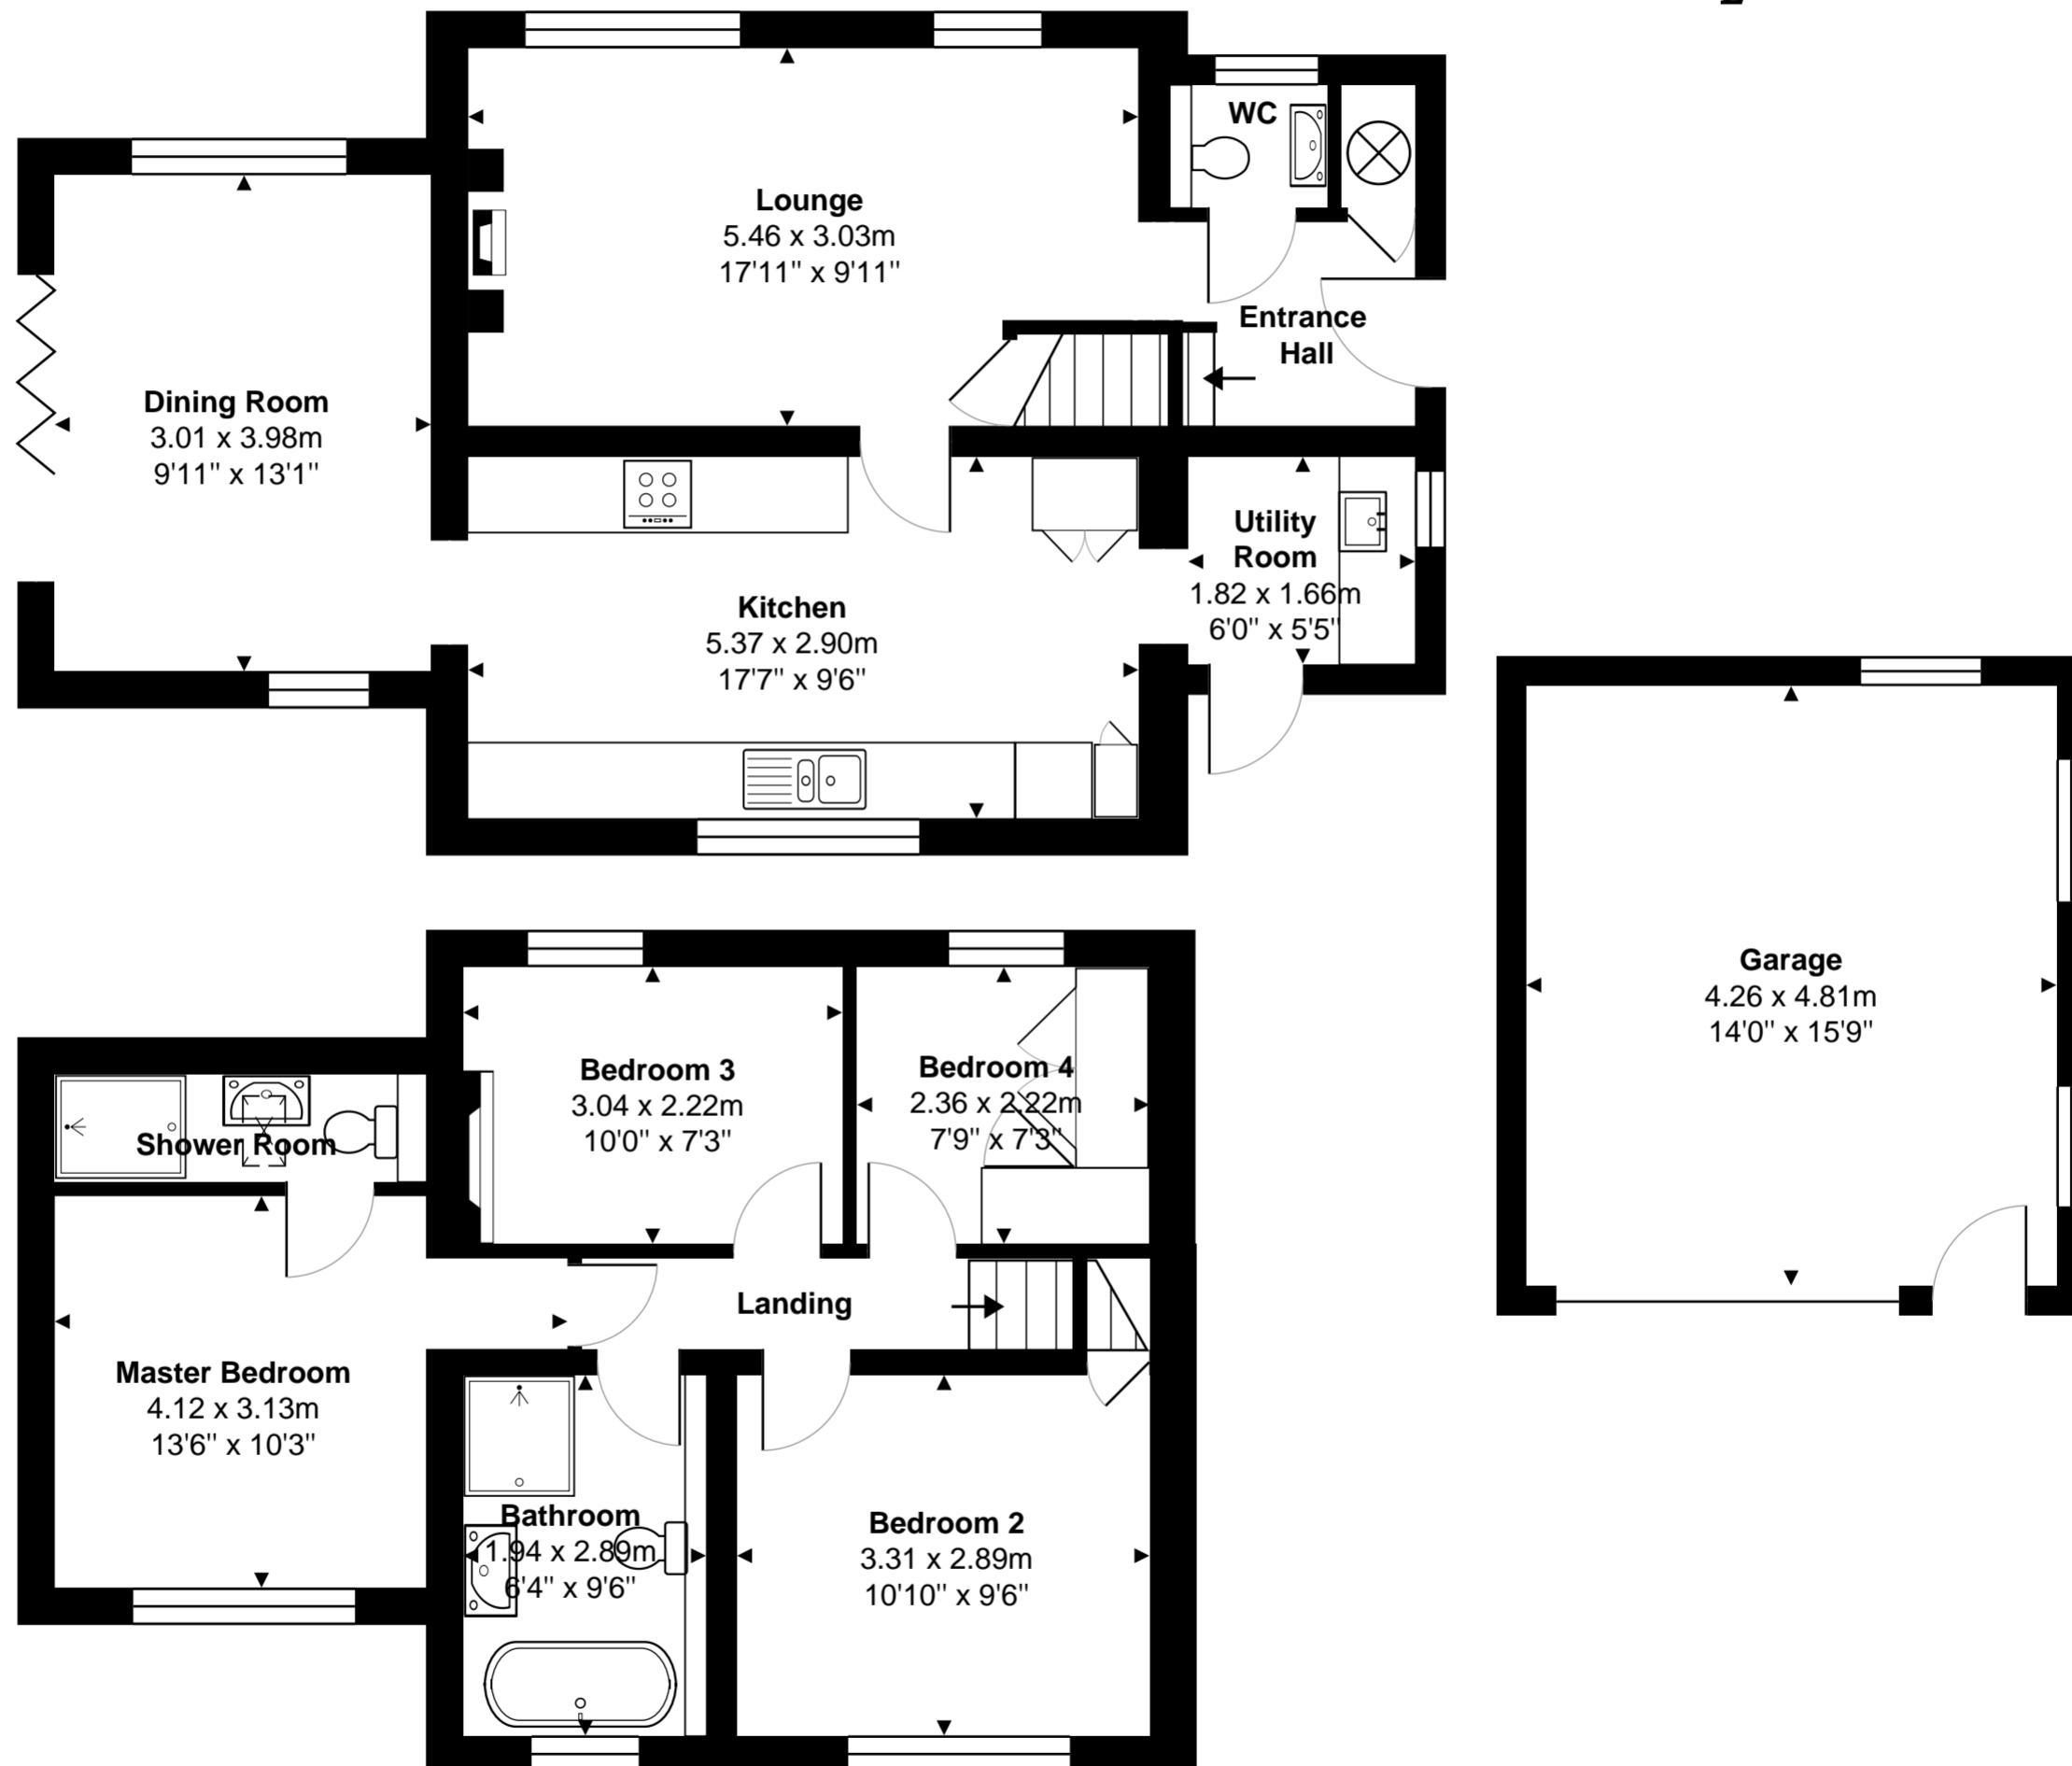 WC
Lounge
5.46 x 3.03m
17'11" x 9'11"
Entrance
Hall
Dining Room
3.01 x 3.98m
9'11" x 13'1"
Utility
Room
1.82 x 1.66m
6'0" x 5'5"
Kitchen
5.37 x 2.90m
17'7" x 9'6"
Garage
4.26 x 4.81m
14'0" x 15'9"
Bedroom 3
3.04 x 2.22m
10'0" x 7'3"
Bedroom 4
2.36 x 2.22m
7'9" x 7'3"
Shower Room
Landing
Master Bedroom
4.12 x 3.13m
13'6" x 10'3"
Bathroom
1.94 x 2.89m
6'4" x 9'6"
Bedroom 2
3.31 x 2.89m
10'10" x 9'6"